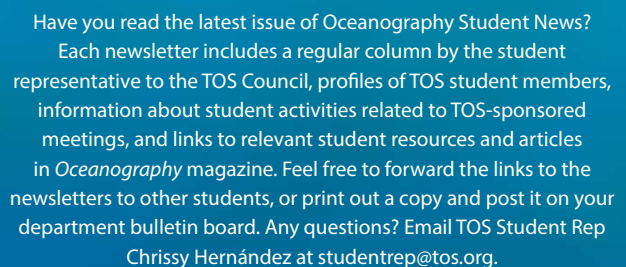 Have you read the latest issue of Oceanography Student News?
Each newsletter includes a regular column by the student
representative to the TOS Council, profiles of TOS student members,
information about student activities related to TOS-sponsored
meetings, and links to relevant student resources and articles
in Oceanography magazine. Feel free to forward the links to the
newsletters to other students, or print out a copy and post it on your
department bulletin board. Any questions? Email TOS Student Rep
Chrissy Hernández at studentrep@tos.org.